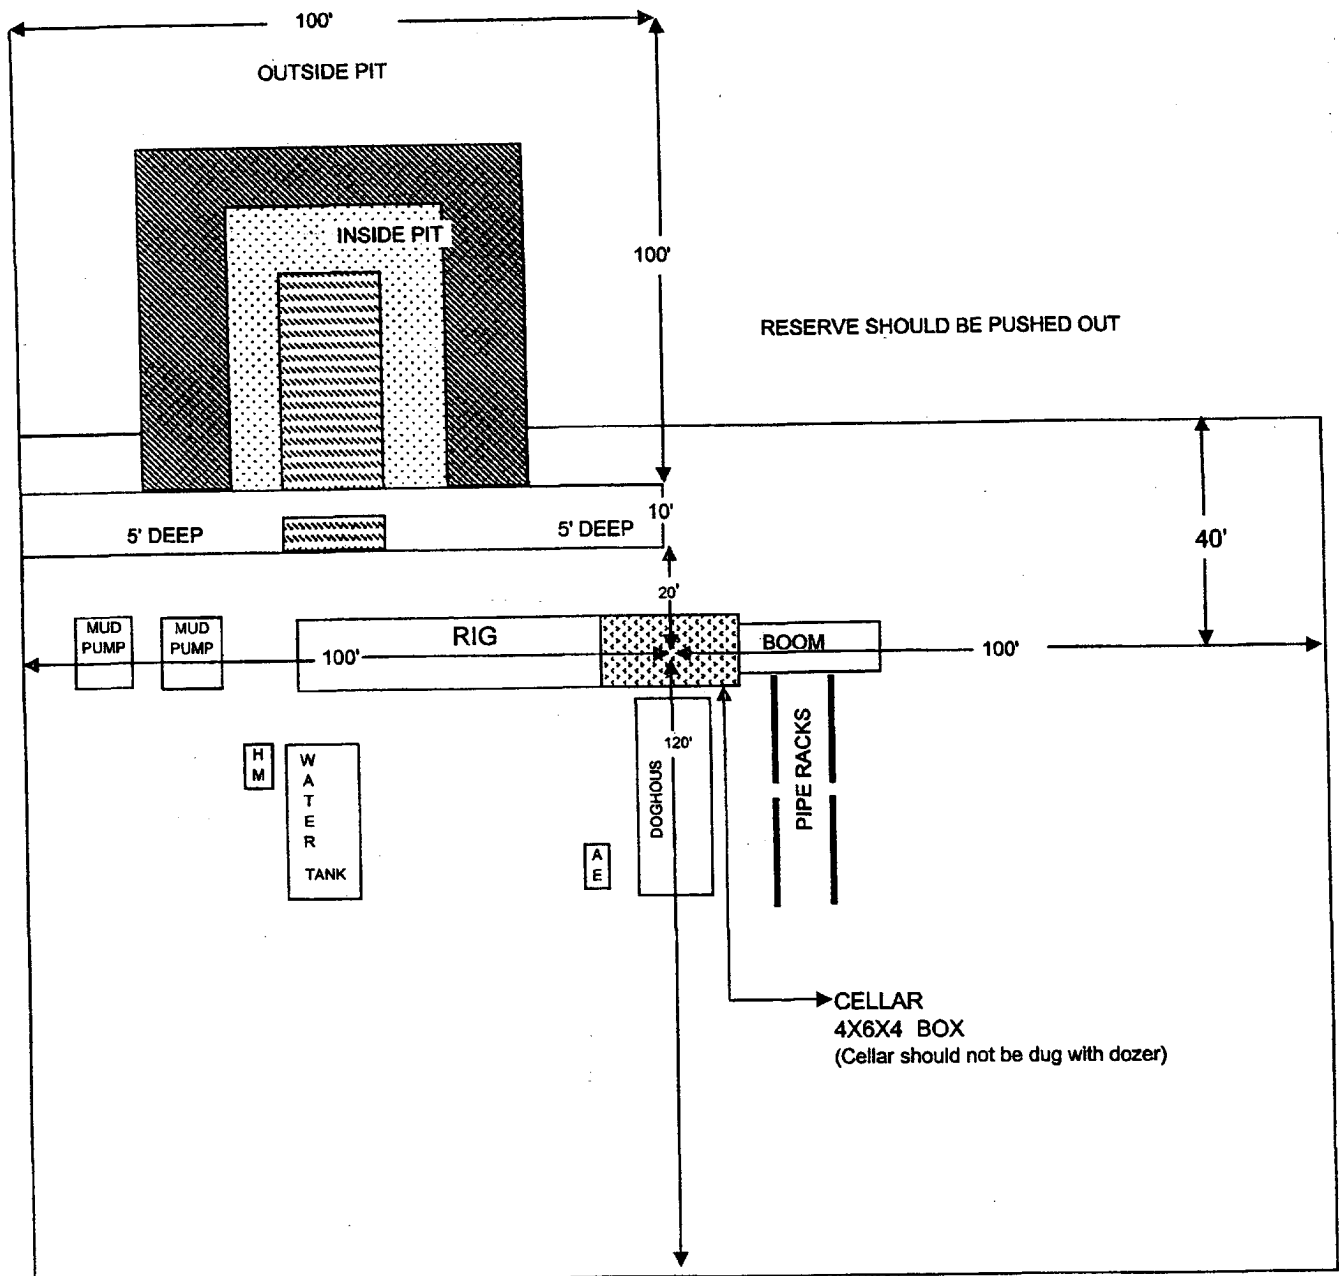 100'
OUTSIDE PIT
INSIDE PIT
100'
RESERVE SHOULD BE PUSHED OUT
10'
5' DEEP
5' DEEP
40'
20'
MUD
PUMP
MUD
PUMP
RIG
BOOM
100'
100'
120'
H
M
W
A
T
E
R
TANK
DOGHOUS
PIPE RACKS
A
E
CELLAR
4X6X4 BOX
(Cellar should not be dug with dozer)